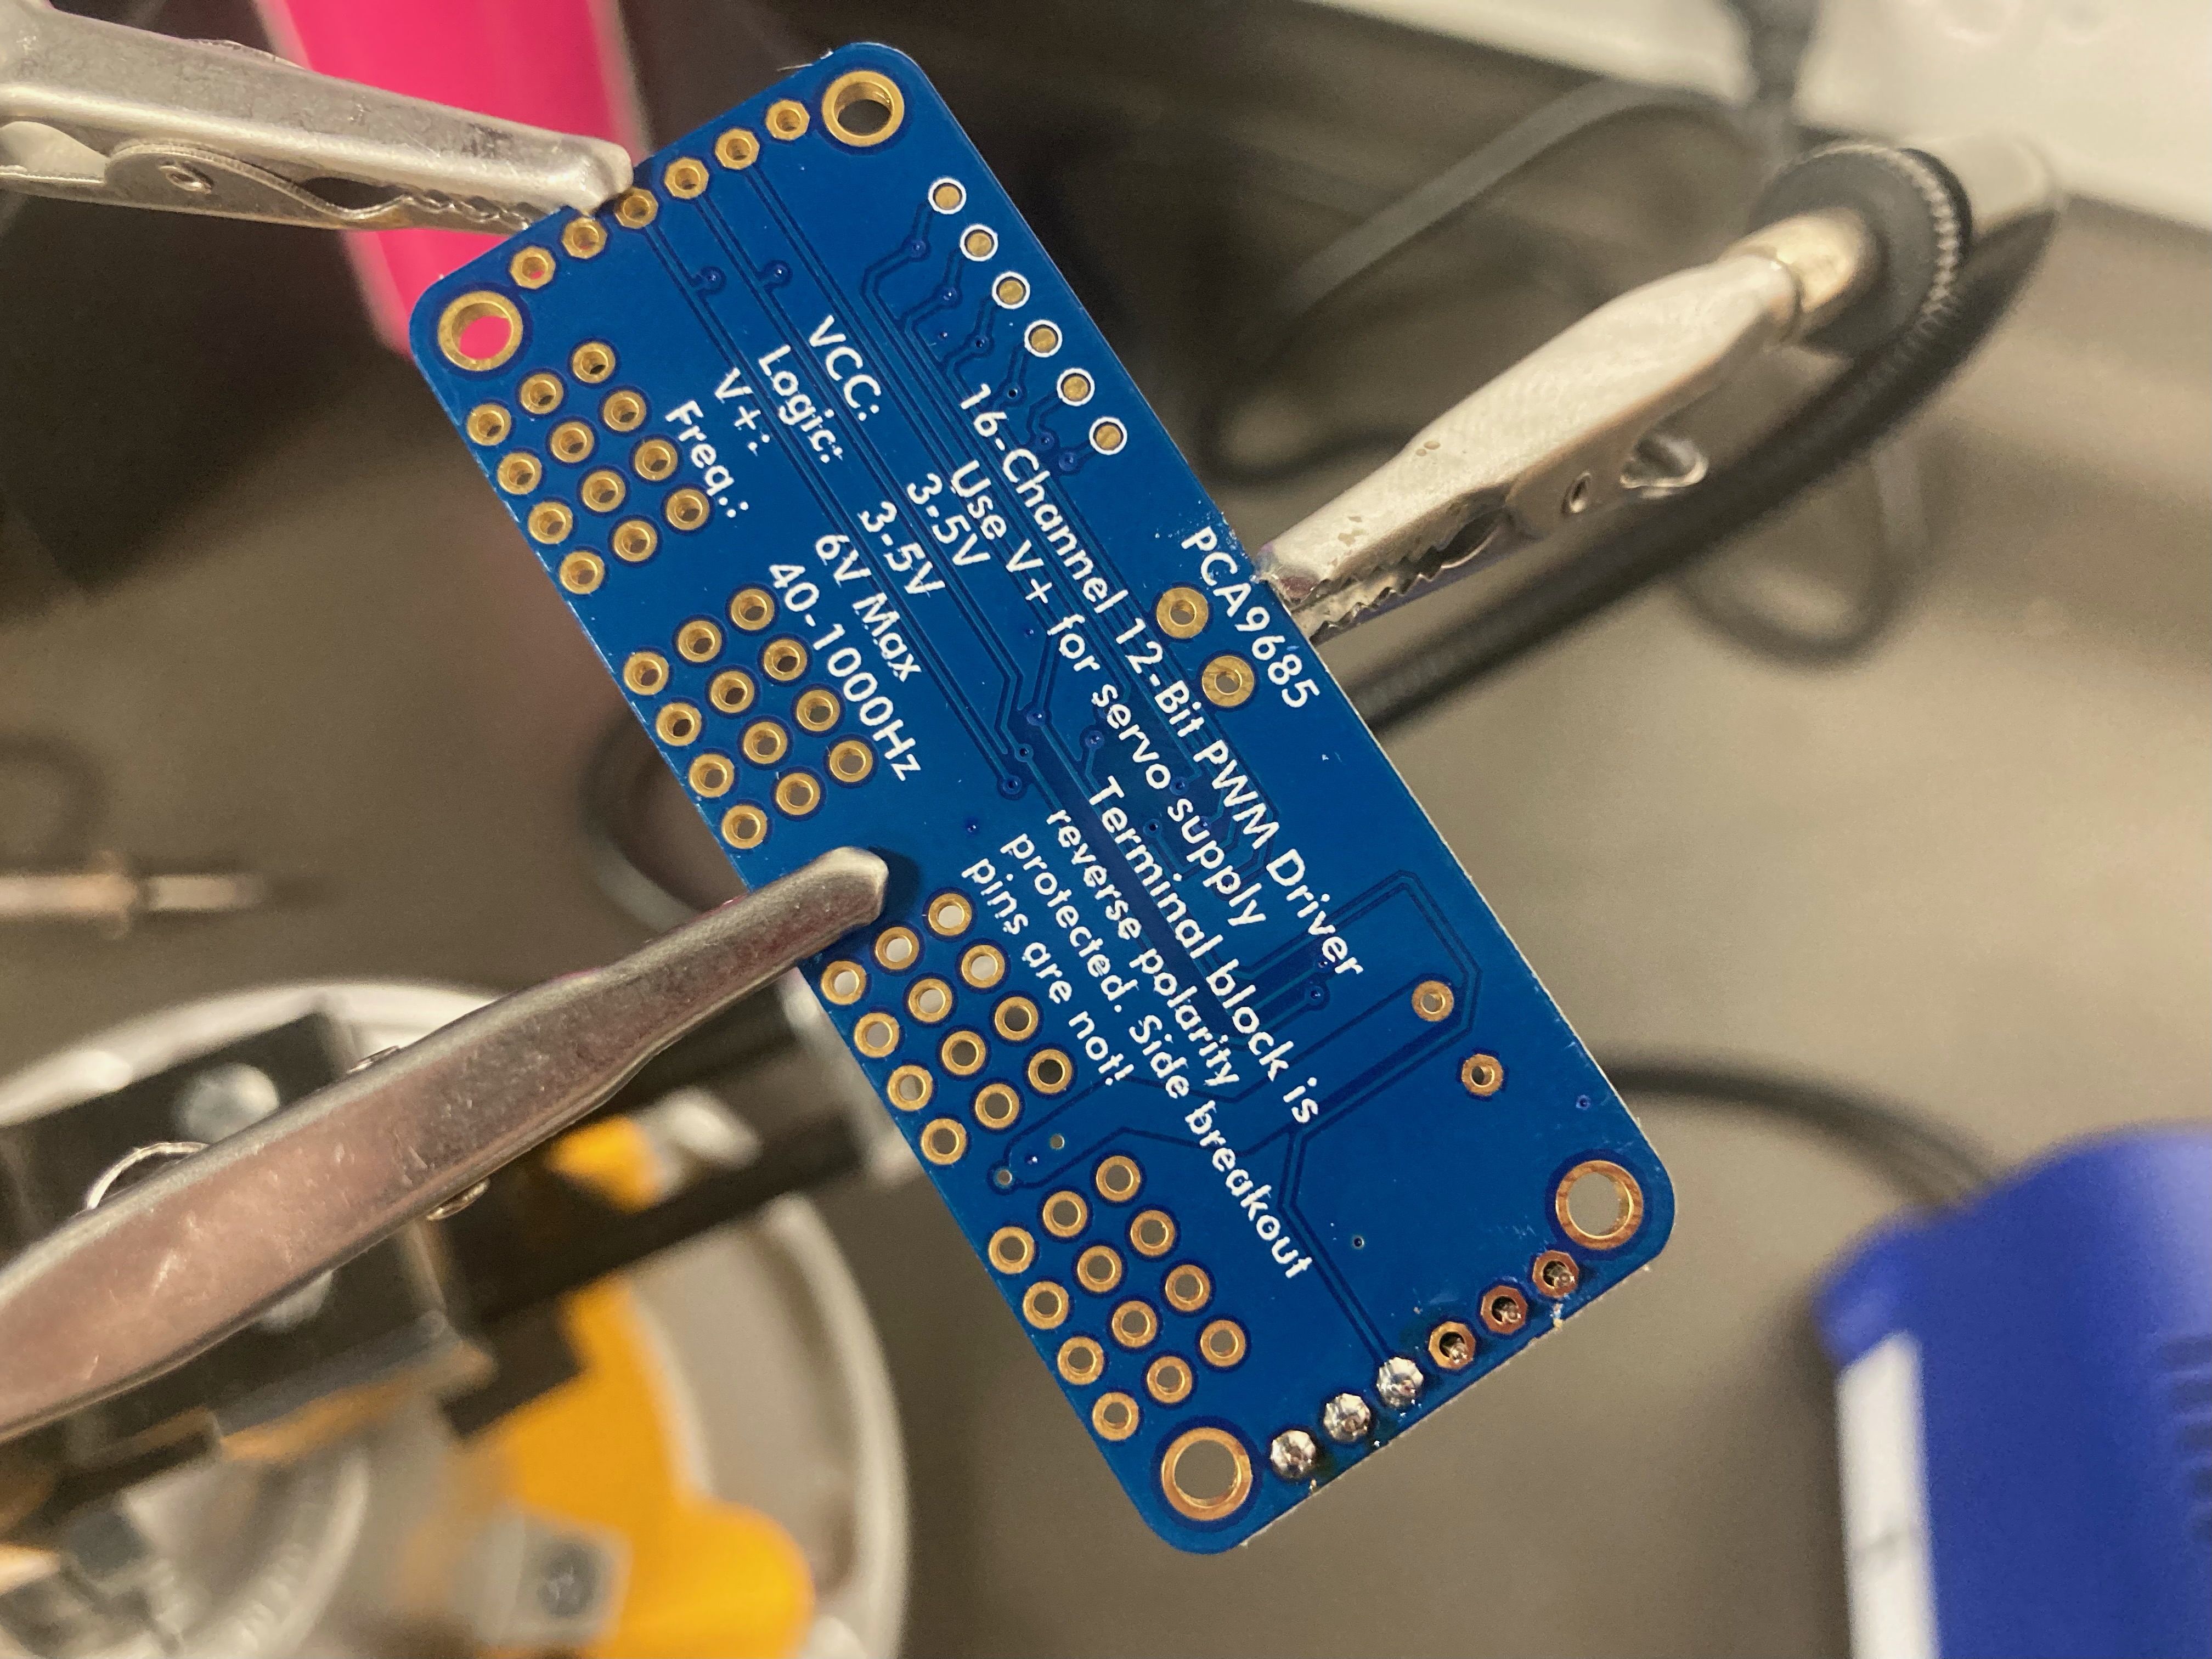 PCA9685
16-Channel 12-Bit PWM Driver
Use V+ for servo supply
VCC: 3-5V
Logic: 3-5V
V+: 6V Max
Freq.: 40-1000Hz
Terminal block is
reverse polarity
protected. Side breakout
pins are not!